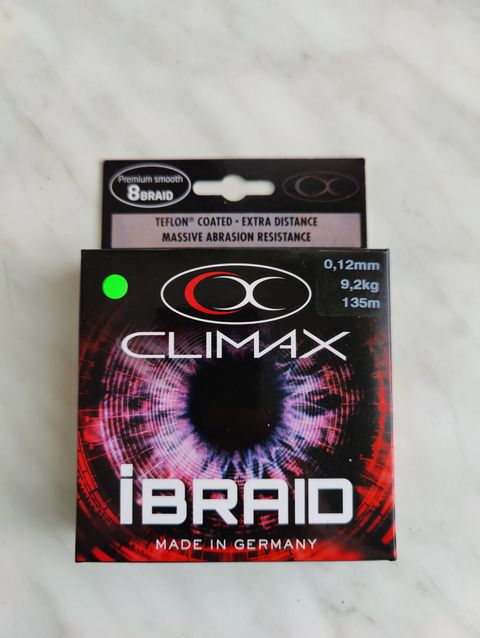 Premium smooth
8BRAID
TEFLON® COATED • EXTRA DISTANCE
MASSIVE ABRASION RESISTANCE
0,12mm
9,2kg
135m
CLIMAX
iBRAID
MADE IN GERMANY